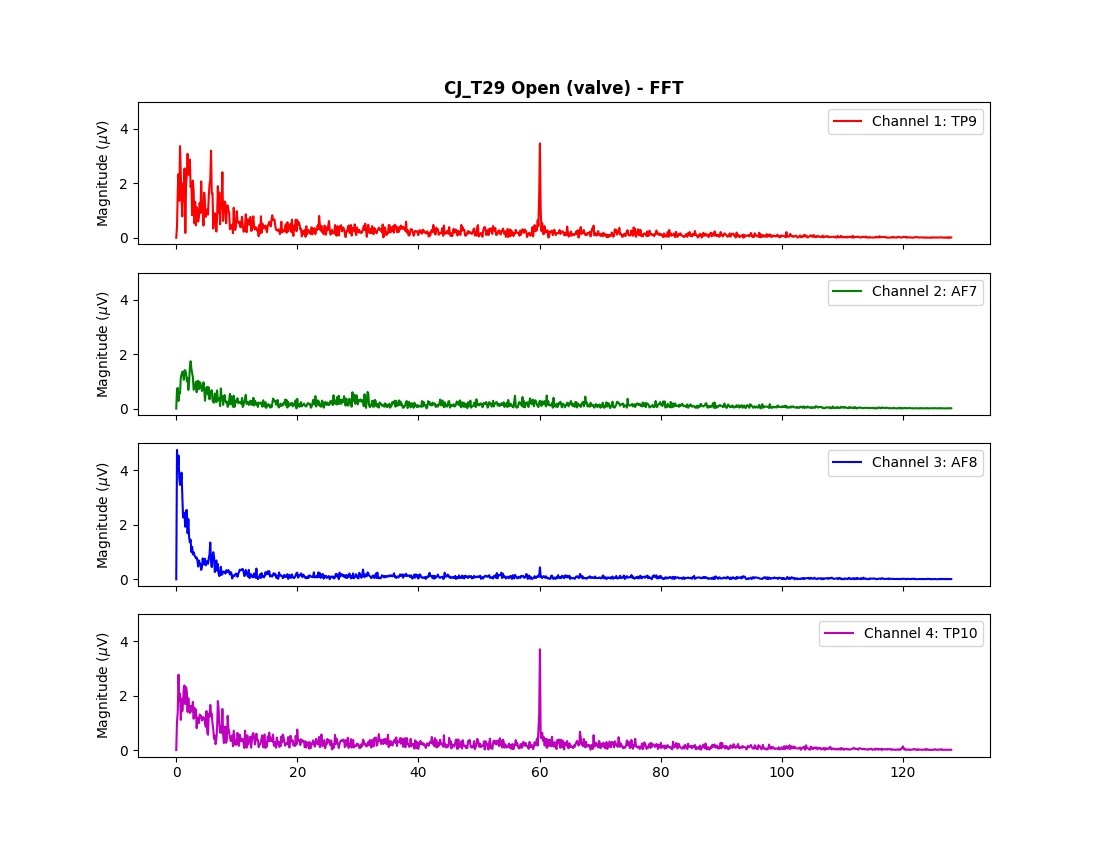 CJ_T29 Open (valve) - FFT
Magnitude (μV)
4
2
0
Channel 1: TP9
Magnitude (μV)
4
2
0
Channel 2: AF7
Magnitude (μV)
4
2
0
Channel 3: AF8
Magnitude (μV)
4
2
0
Channel 4: TP10
0 20 40 60 80 100 120